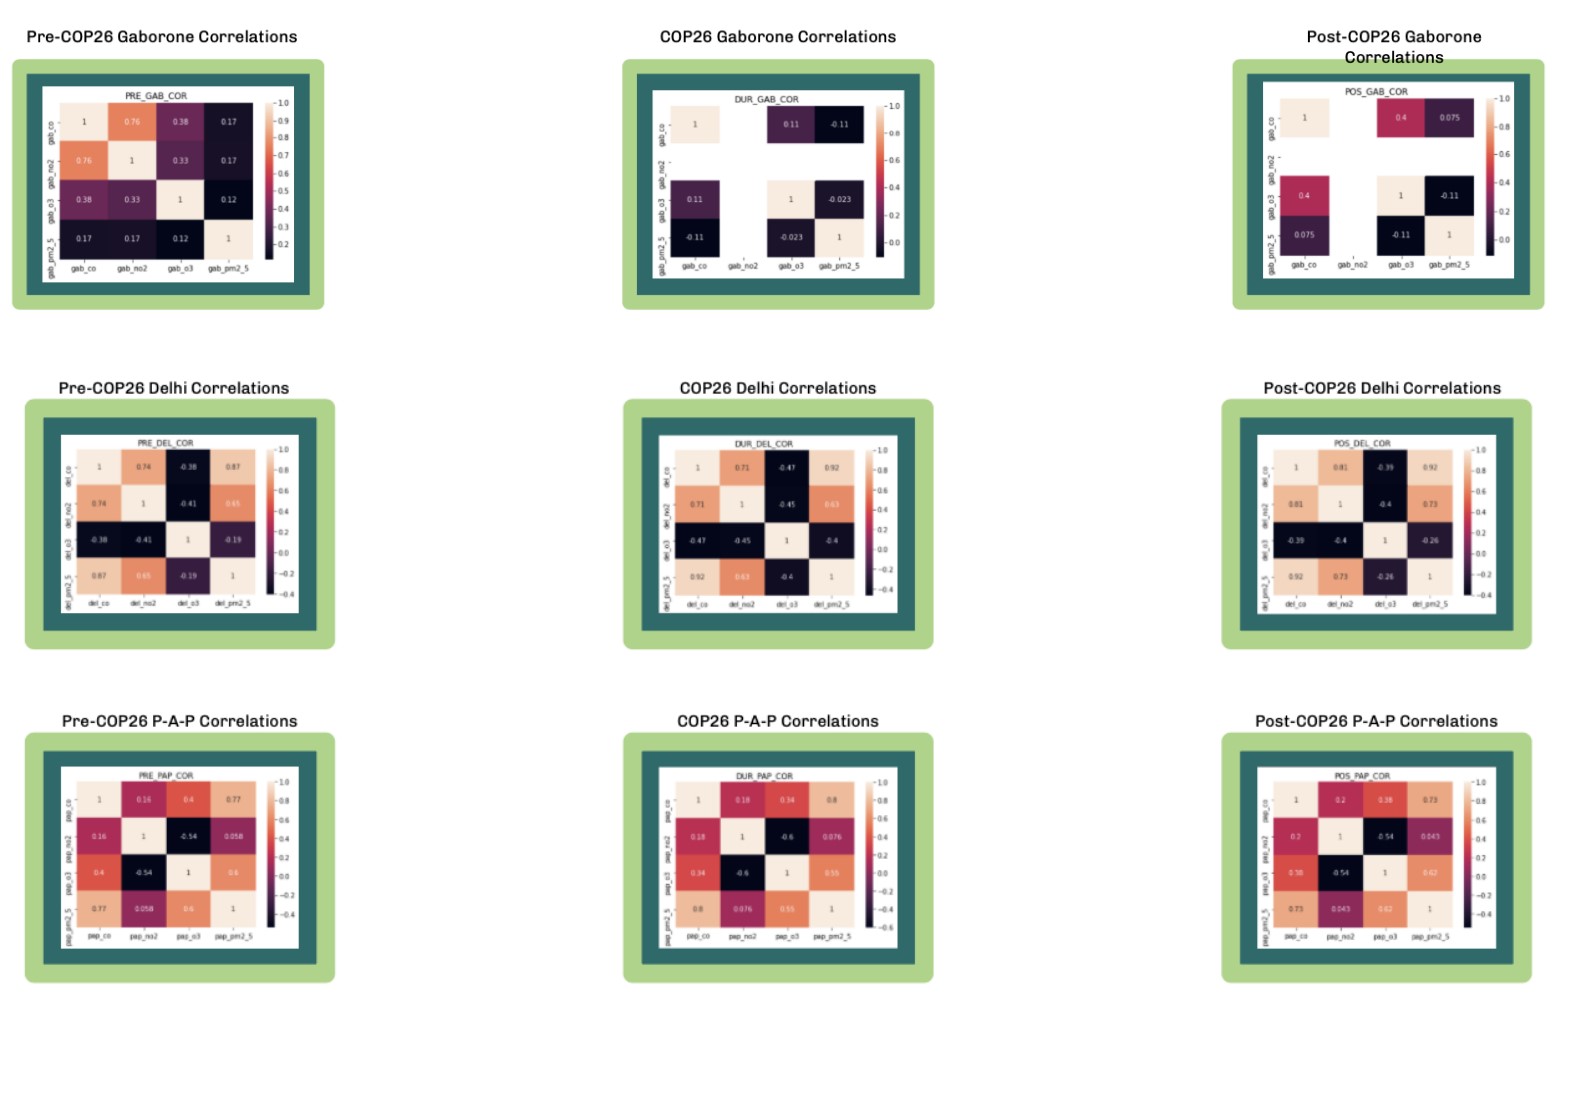 Pre-COP26 Gaborone Correlations
PRE_GAB_COR
gab_co 1 0.76 0.38 0.17
gab_no2 0.76 1 0.33 0.17
gab_o3 0.38 0.33 1 0.12
gab_pm2_5 0.17 0.17 0.12 1
gab_co gab_no2 gab_o3 gab_pm2_5
1.0
0.9
0.8
0.7
0.6
0.5
0.4
0.3
0.2
COP26 Gaborone Correlations
DUR_GAB_COR
gab_co 1 0.11 -0.11
gab_no2
gab_o3 0.11 1 -0.023
gab_pm2_5 -0.11 -0.023 1
gab_co gab_no2 gab_o3 gab_pm2_5
1.0
0.8
0.6
0.4
0.2
0.0
Post-COP26 Gaborone
Correlations
POS_GAB_COR
gab_co 1 0.4 0.075
gab_no2
gab_o3 0.4 1 -0.11
gab_pm2_5 0.075 -0.11 1
gab_co gab_no2 gab_o3 gab_pm2_5
1.0
0.8
0.6
0.4
0.2
0.0
Pre-COP26 Delhi Correlations
PRE_DEL_COR
del_co 1 0.74 -0.38 0.87
del_no2 0.74 1 -0.41 0.65
del_o3 -0.38 -0.41 1 -0.19
del_pm2_5 0.87 0.65 -0.19 1
del_co del_no2 del_o3 del_pm2_5
1.0
0.8
0.6
0.4
0.2
0.0
-0.2
-0.4
COP26 Delhi Correlations
DUR_DEL_COR
del_co 1 0.71 -0.47 0.92
del_no2 0.71 1 -0.45 0.63
del_o3 -0.47 -0.45 1 -0.4
del_pm2_5 0.92 0.63 -0.4 1
del_co del_no2 del_o3 del_pm2_5
1.0
0.8
0.6
0.4
0.2
0.0
-0.2
-0.4
Post-COP26 Delhi Correlations
POS_DEL_COR
del_co 1 0.81 -0.39 0.92
del_no2 0.81 1 -0.4 0.73
del_o3 -0.39 -0.4 1 -0.26
del_pm2_5 0.92 0.73 -0.26 1
del_co del_no2 del_o3 del_pm2_5
1.0
0.8
0.6
0.4
0.2
0.0
-0.2
-0.4
Pre-COP26 P-A-P Correlations
PRE_PAP_COR
pap_co 1 0.16 0.4 0.77
pap_no2 0.16 1 -0.54 0.058
pap_o3 0.4 -0.54 1 0.6
pap_pm2_5 0.77 0.058 0.6 1
pap_co pap_no2 pap_o3 pap_pm2_5
1.0
0.8
0.6
0.4
0.2
0.0
-0.2
-0.4
COP26 P-A-P Correlations
DUR_PAP_COR
pap_co 1 0.18 0.34 0.8
pap_no2 0.18 1 -0.6 0.076
pap_o3 0.34 -0.6 1 0.55
pap_pm2_5 0.8 0.076 0.55 1
pap_co pap_no2 pap_o3 pap_pm2_5
1.0
0.8
0.6
0.4
0.2
0.0
-0.2
-0.4
-0.6
Post-COP26 P-A-P Correlations
POS_PAP_COR
pap_co 1 0.2 0.38 0.73
pap_no2 0.2 1 -0.54 0.043
pap_o3 0.38 -0.54 1 0.62
pap_pm2_5 0.73 0.043 0.62 1
pap_co pap_no2 pap_o3 pap_pm2_5
1.0
0.8
0.6
0.4
0.2
0.0
-0.2
-0.4